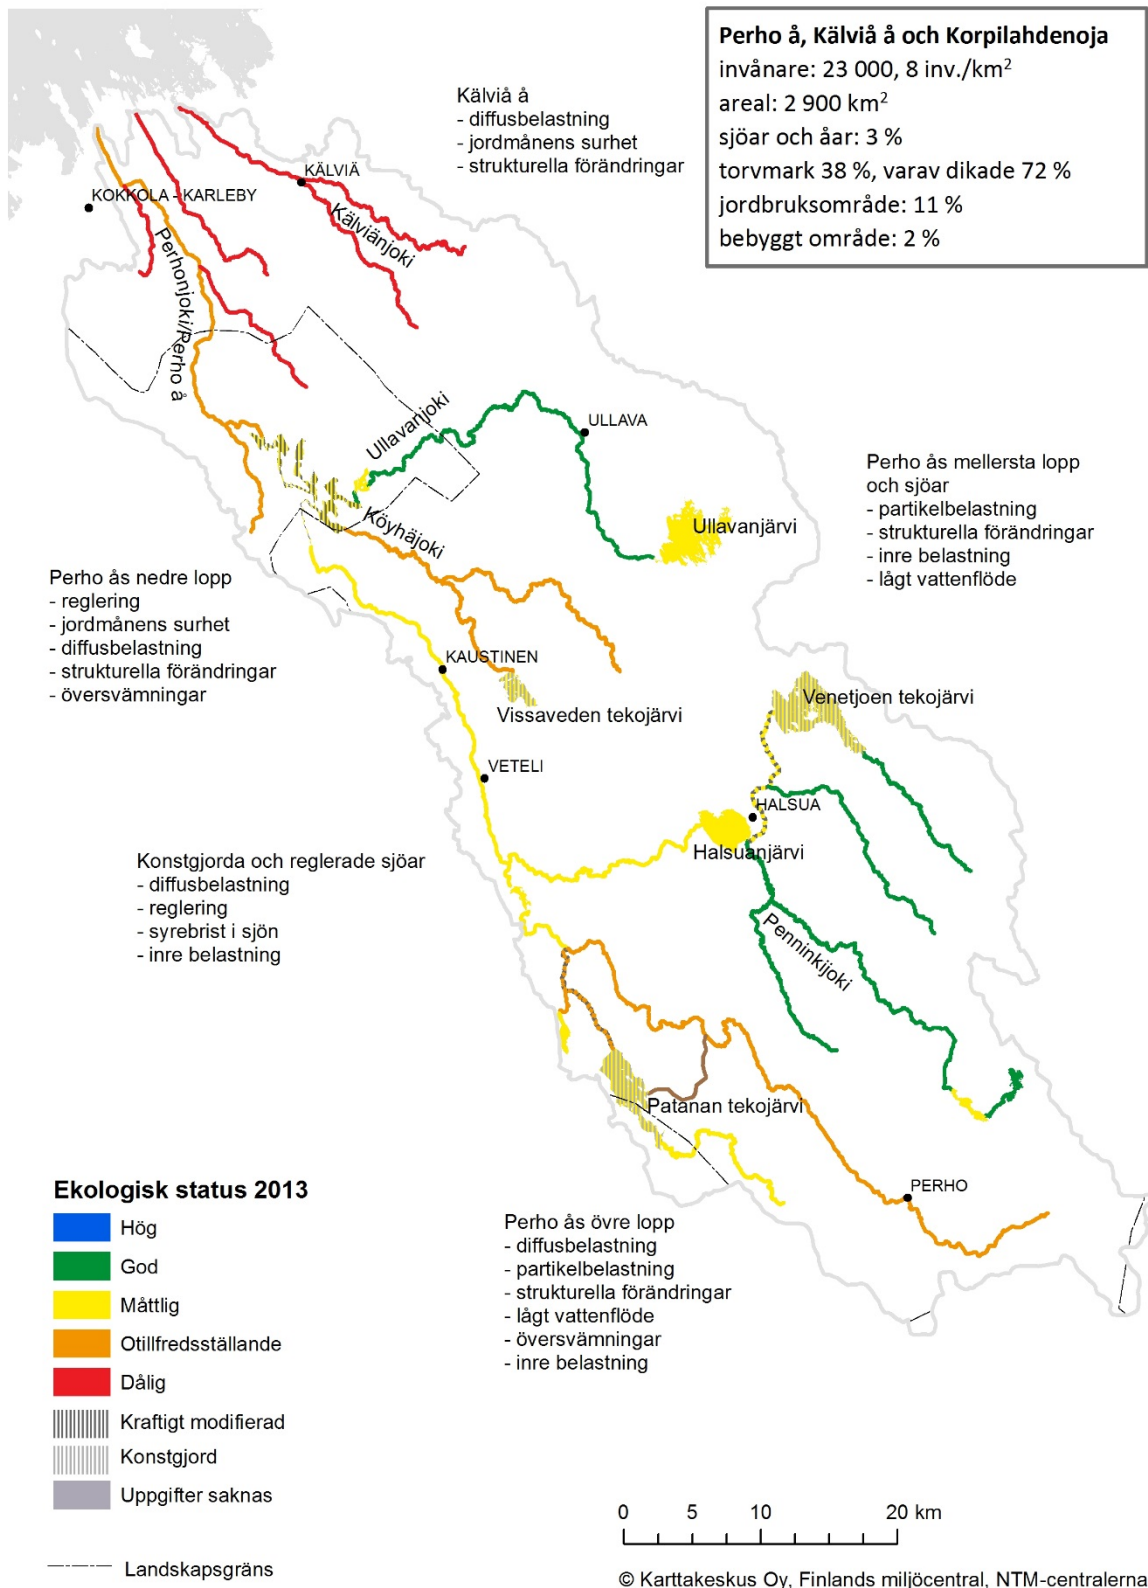 Perho å, Kälviå å och Korpilahdenoja
invånare: 23 000, 8 inv./km²
areal: 2 900 km²
sjöar och åar: 3 %
torvmark 38 %, varav dikade 72 %
jordbruksområde: 11 %
bebyggt område: 2 %
Kälviå å
- diffusbelastning
- jordmånens surhet
- strukturella förändringar
KÄLVIÄ
KOKKOLA - KARLEBY
Kälviänjoki
Perhonjoki/Perho å
Ullavanjoki
ULLAVA
Perho ås mellersta lopp
och sjöar
- partikelbelastning
- strukturella förändringar
- inre belastning
- lågt vattenflöde
Ullavanjärvi
Köyhäjoki
Perho ås nedre lopp
- reglering
- jordmånens surhet
- diffusbelastning
- strukturella förändringar
- översvämningar
KAUSTINEN
Vissaveden tekojärvi
Venetjoen tekojärvi
VETELI
HALSUA
Halsuanjärvi
Konstgjorda och reglerade sjöar
- diffusbelastning
- reglering
- syrebrist i sjön
- inre belastning
Penninkijoki
Patanan tekojärvi
PERHO
Perho ås övre lopp
- diffusbelastning
- partikelbelastning
- strukturella förändringar
- lågt vattenflöde
- översvämningar
- inre belastning
Ekologisk status 2013
Hög
God
Måttlig
Otillfredsställande
Dålig
Kraftigt modifierad
Konstgjord
Uppgifter saknas
Landskapsgräns
0 5 10 20 km
© Karttakeskus Oy, Finlands miljöcentral, NTM-centralerna